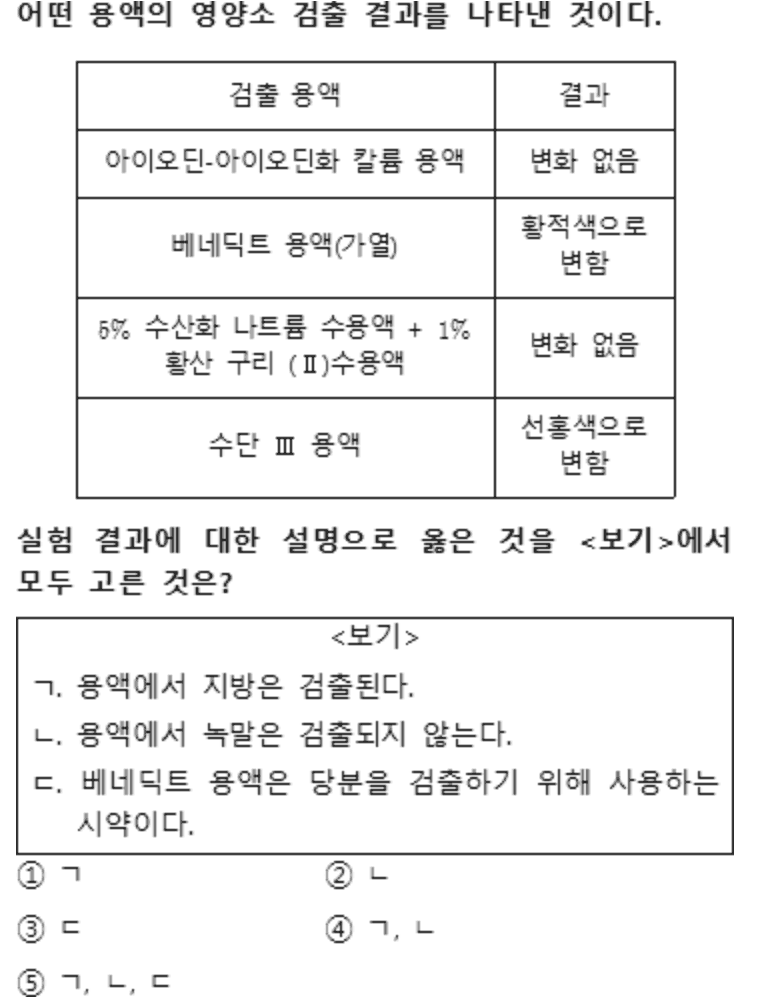 어떤 용액의 영양소 검출 결과를 나타낸 것이다.
검출 용액 결과
아이오딘-아이오딘화 칼륨 용액 변화 없음
베네딕트 용액(가열) 황적색으로
변함
5% 수산화 나트륨 수용액 + 1%
황산 구리 (Ⅱ)수용액 변화 없음
수단 Ⅲ 용액 선홍색으로
변함
실험 결과에 대한 설명으로 옳은 것을 <보기>에서
모두 고른 것은?
<보기>
ㄱ. 용액에서 지방은 검출된다.
ㄴ. 용액에서 녹말은 검출되지 않는다.
ㄷ. 베네딕트 용액은 당분을 검출하기 위해 사용하는
시약이다.
① ㄱ ② ㄴ
③ ㄷ ④ ㄱ, ㄴ
⑤ ㄱ, ㄴ, ㄷ